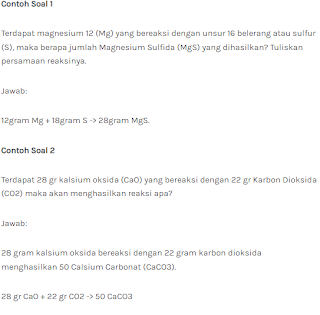 Contoh Soal 1
Terdapat magnesium 12 (Mg) yang bereaksi dengan unsur 16 belerang atau sulfur
(S), maka berapa jumlah Magnesium Sulfida (MgS) yang dihasilkan? Tuliskan
persamaan reaksinya.
Jawab:
12gram Mg + 18gram S -> 28gram MgS.
Contoh Soal 2
Terdapat 28 gr kalsium oksida (CaO) yang bereaksi dengan 22 gr Karbon Dioksida
(CO2) maka akan menghasilkan reaksi apa?
Jawab:
28 gram kalsium oksida bereaksi dengan 22 gram karbon dioksida
menghasilkan 50 Calsium Carbonat (CaCO3).
28 gr CaO + 22 gr CO2 -> 50 CaCO3